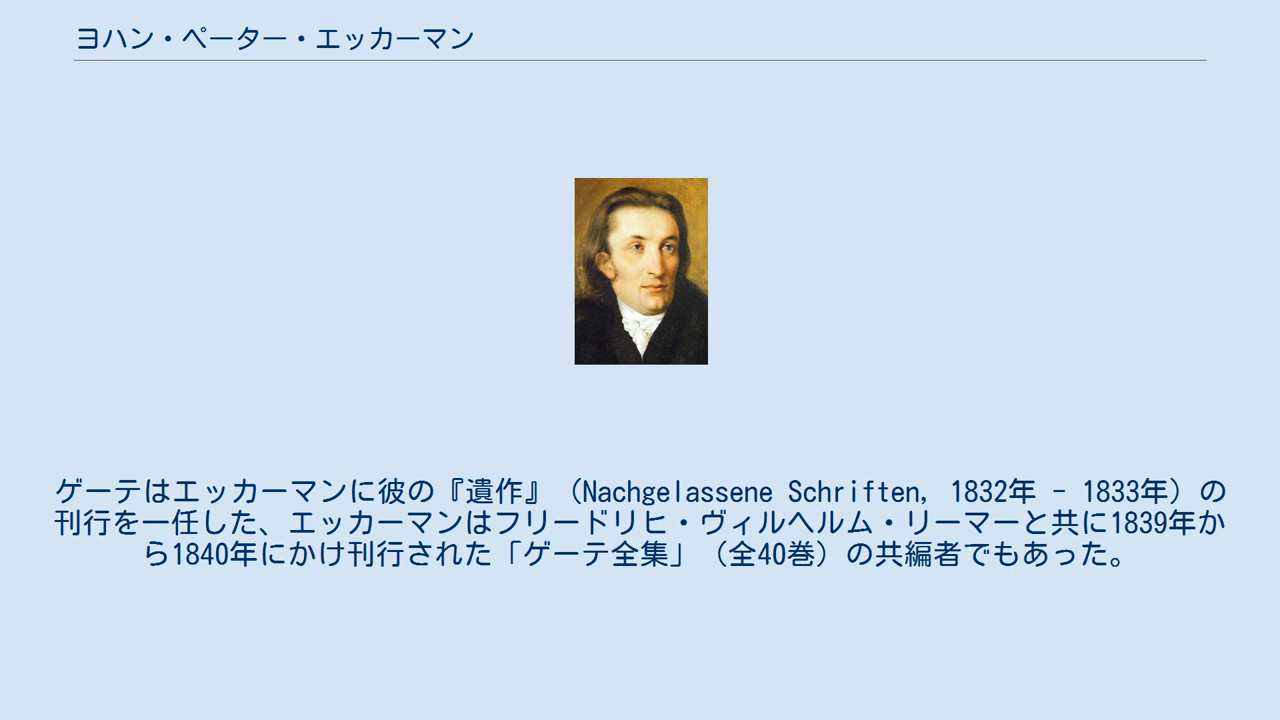 ヨハン・ペーター・エッカーマン
ゲーテはエッカーマンに彼の『遺作』（Nachgelassene Schriften, 1832年 - 1833年）の
刊行を一任した、エッカーマンはフリードリヒ・ヴィルヘルム・リーマーと共に1839年か
ら1840年にかけ刊行された「ゲーテ全集」（全40巻）の共編者でもあった。